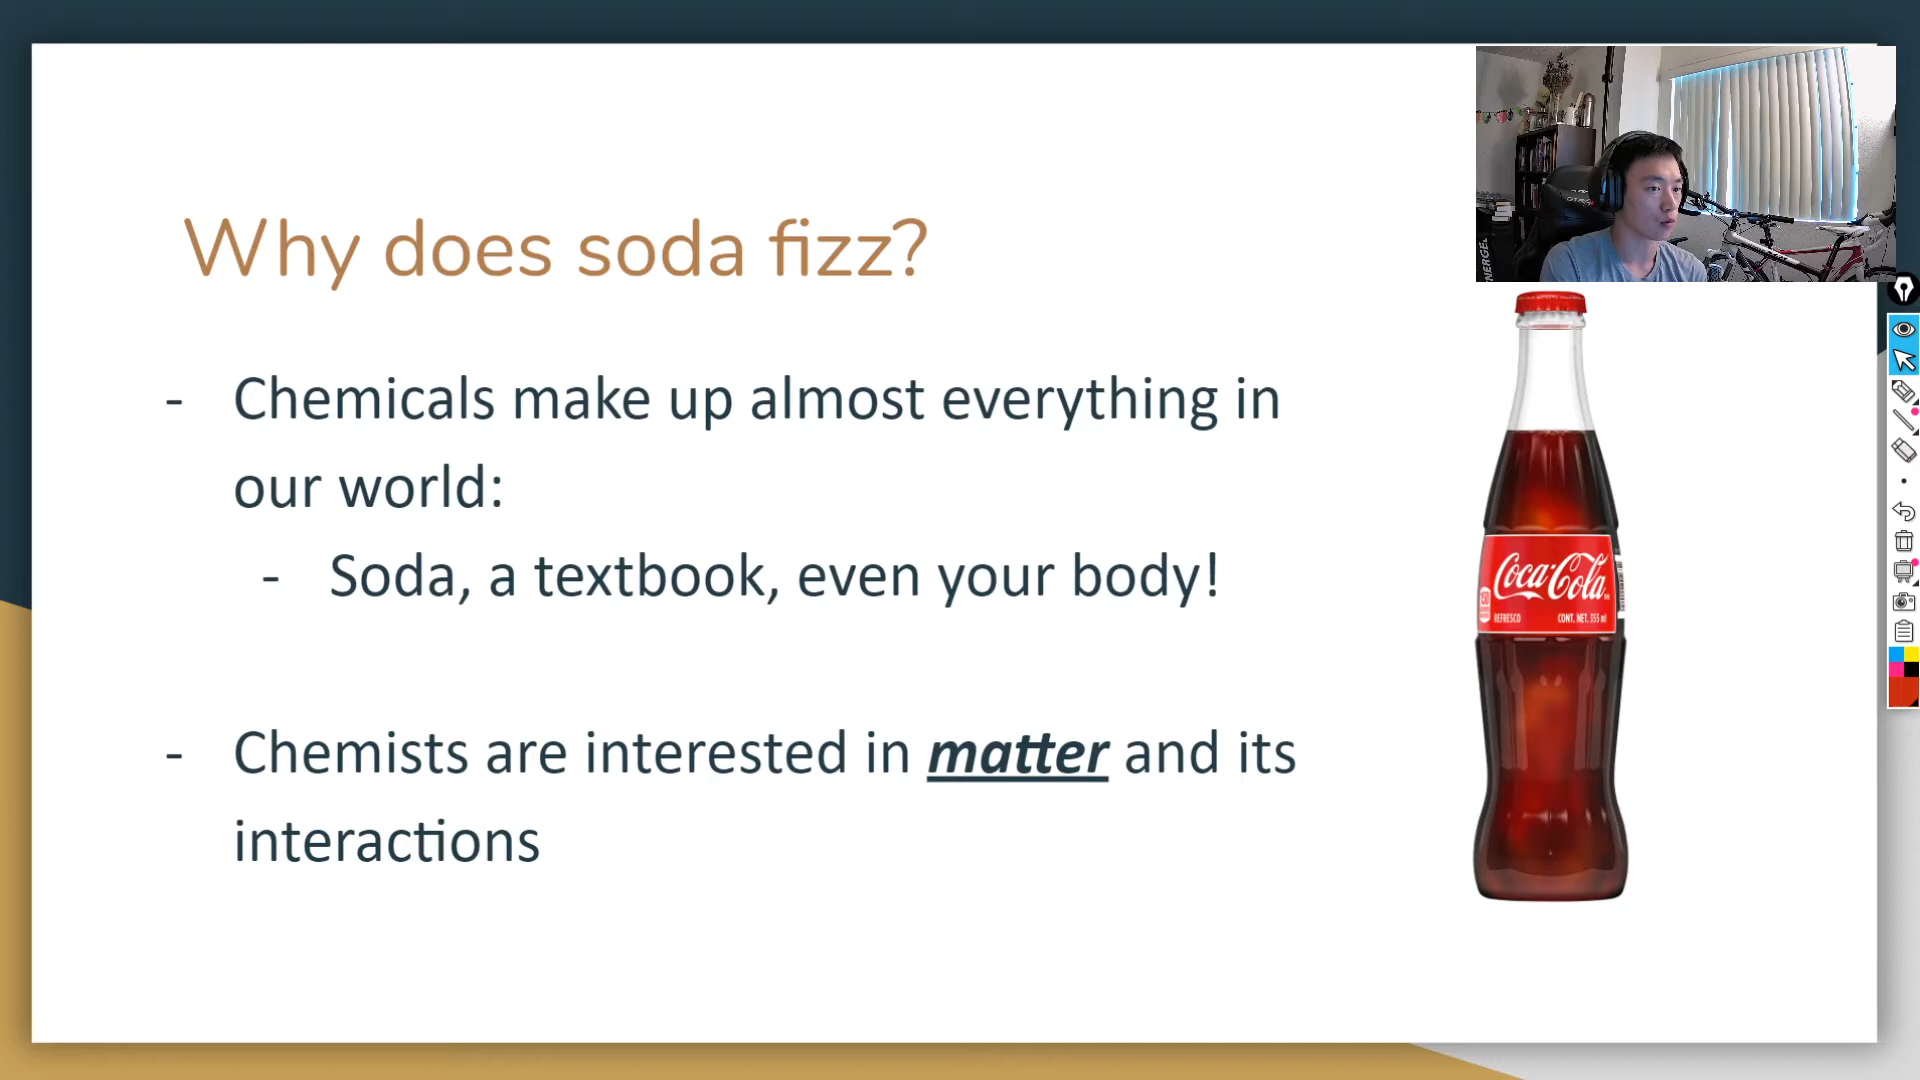 Why does soda fizz?
- Chemicals make up almost everything in
our world:
- Soda, a textbook, even your body!
- Chemists are interested in matter and its
interactions
Coca-Cola
REFRESCO CONT. NET. 355 ml